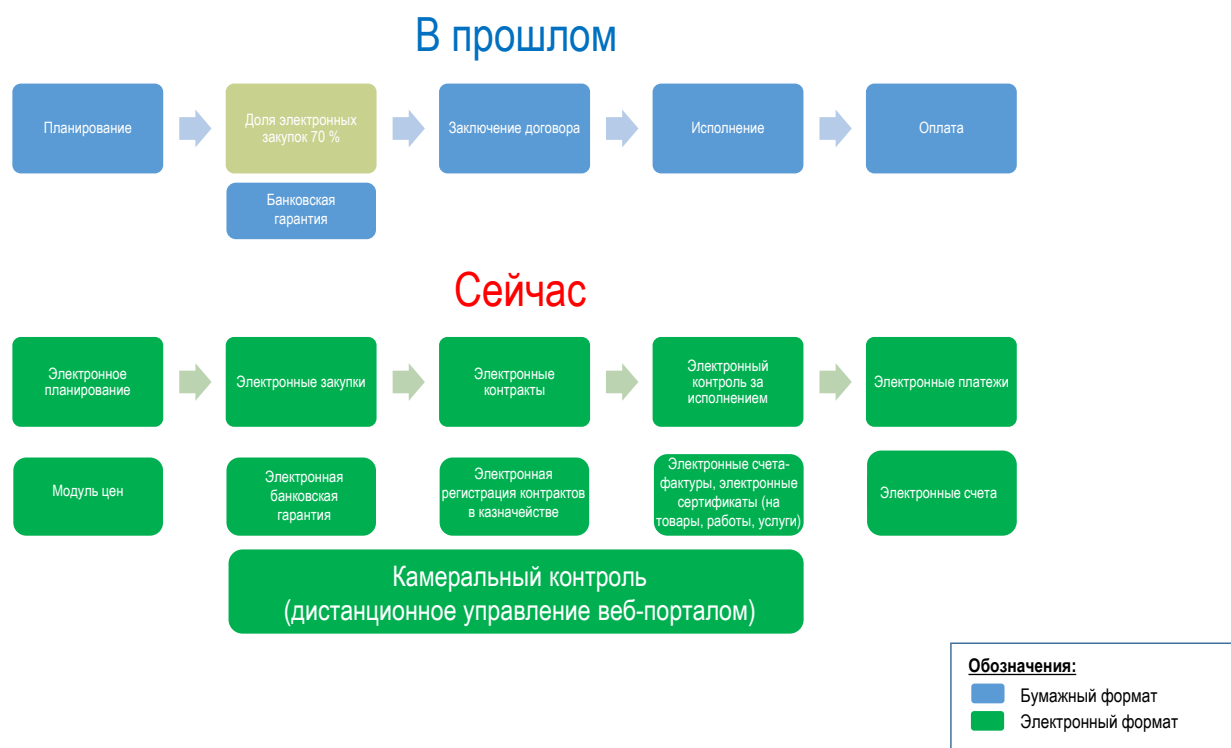 В прошлом
Планирование
Доля электронных
закупок 70 %
Заключение договора
Исполнение
Оплата
Банковская
гарантия
Сейчас
Электронное
планирование
Электронные закупки
Электронные
контракты
Электронный
контроль за
исполнением
Электронные платежи
Модуль цен
Электронная
банковская
гарантия
Электронная
регистрация контрактов
в казначействе
Электронные счета-
фактуры, электронные
сертификаты (на
товары, работы, услуги)
Электронные счета
Камеральный контроль
(дистанционное управление веб-порталом)
Обозначения:
Бумажный формат
Электронный формат